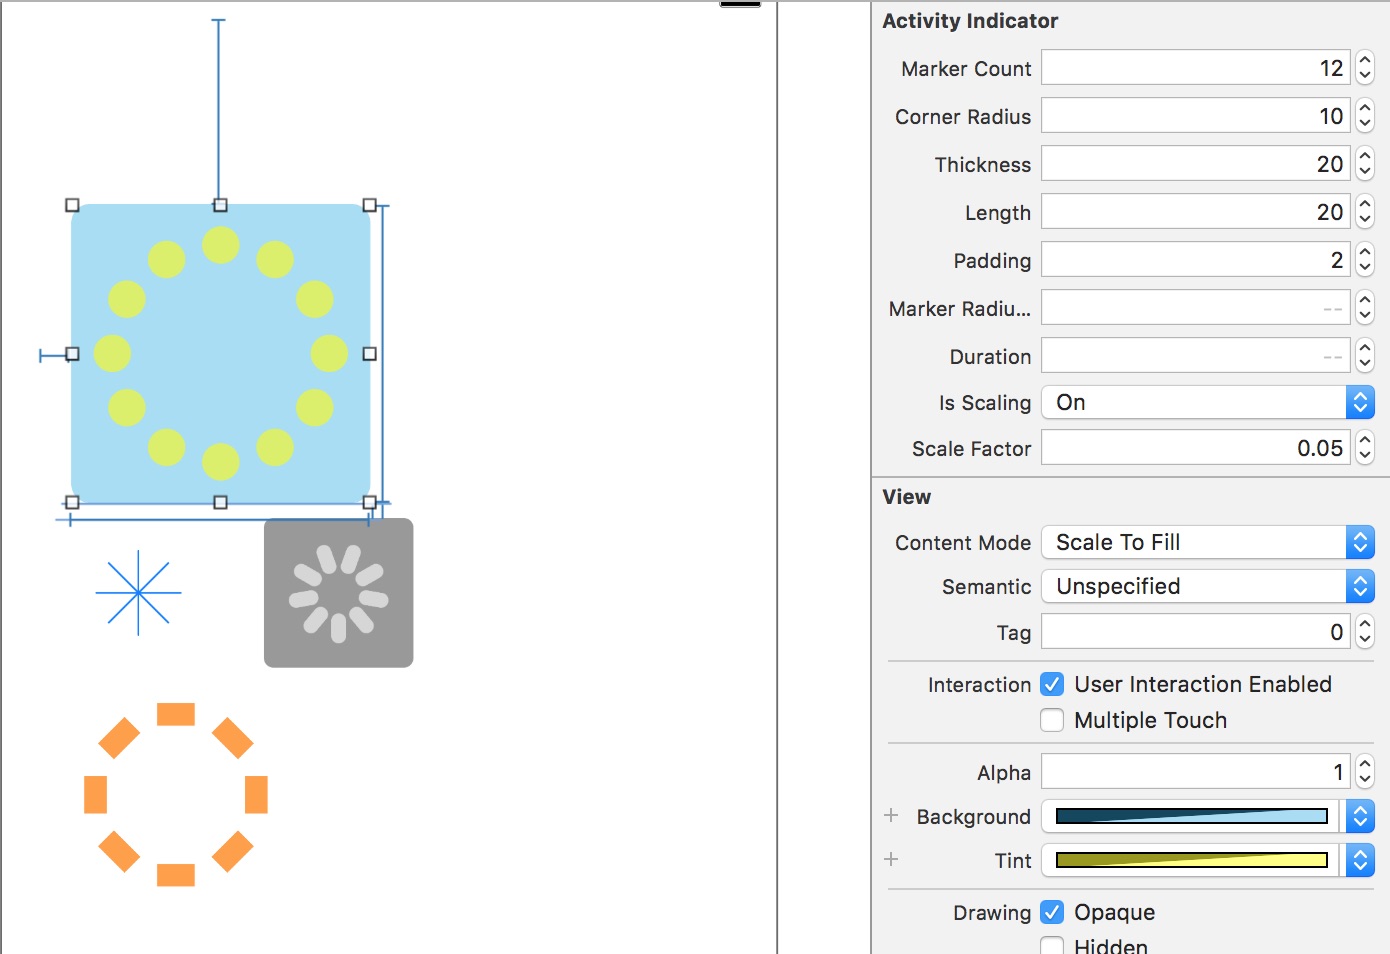 Activity Indicator
Marker Count 12
Corner Radius 10
Thickness 20
Length 20
Padding 2
Marker Radiu... --
Duration --
Is Scaling On
Scale Factor 0.05
View
Content Mode Scale To Fill
Semantic Unspecified
Tag 0
Interaction User Interaction Enabled
Multiple Touch
Alpha 1
+ Background
+ Tint
Drawing Opaque
Hidden